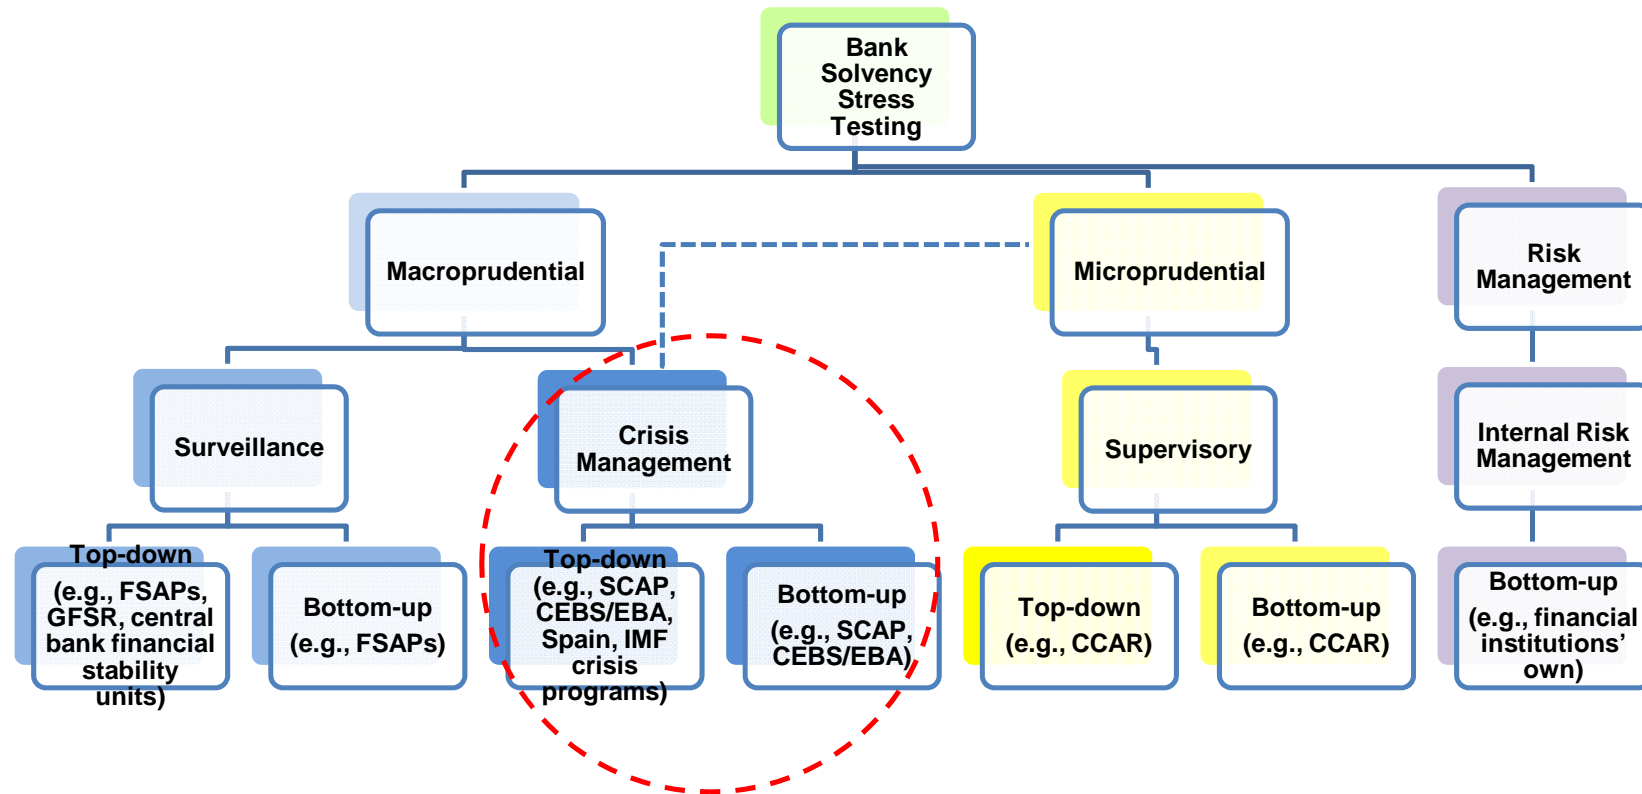 Bank
Solvency
Stress
Testing
Macroprudential
Microprudential
Risk
Management
Surveillance
Crisis
Management
Supervisory
Internal Risk
Management
Top-down
(e.g., FSAPs,
GFSR, central
bank financial
stability
units)
Bottom-up
(e.g., FSAPs)
Top-down
(e.g., SCAP,
CEBS/EBA,
Spain, IMF
crisis
programs)
Bottom-up
(e.g., SCAP,
CEBS/EBA)
Top-down
(e.g., CCAR)
Bottom-up
(e.g., CCAR)
Bottom-up
(e.g., financial
institutions’
own)